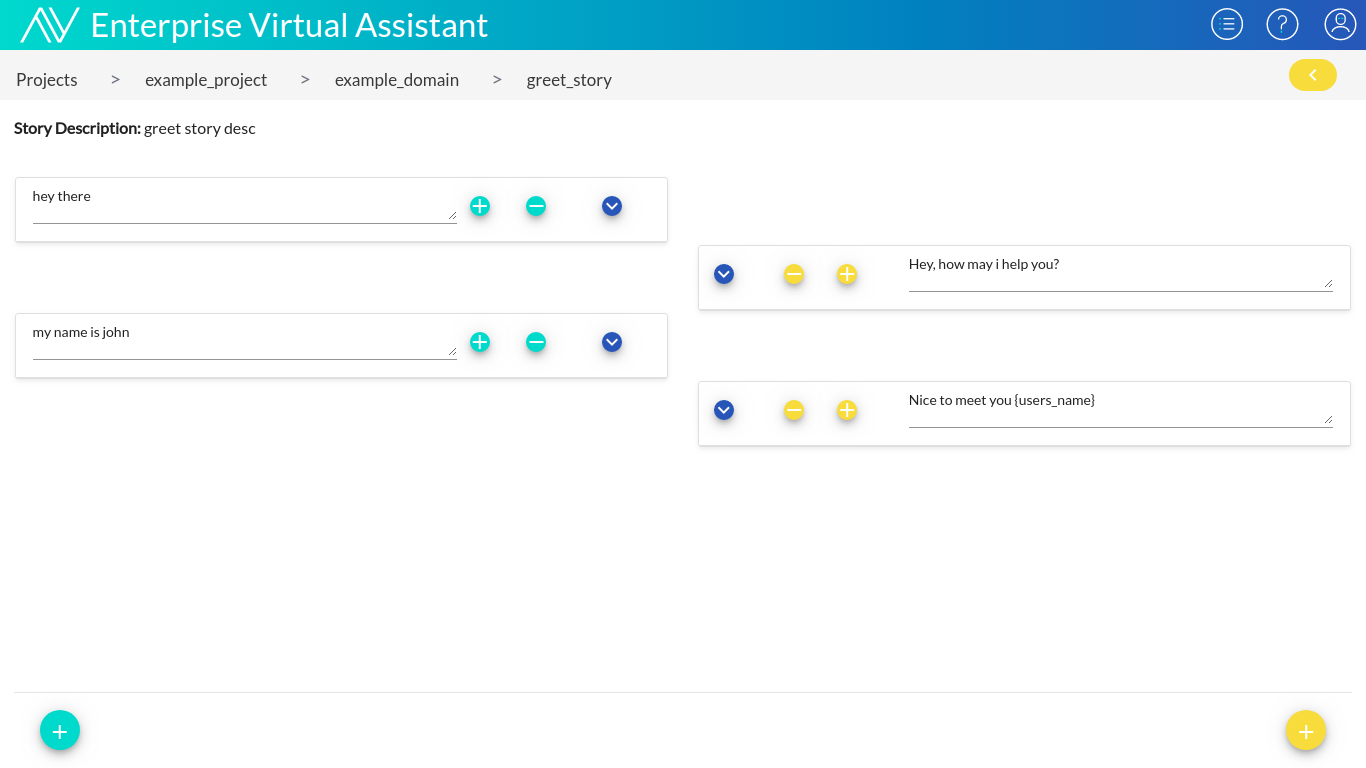 Enterprise Virtual Assistant
Projects > example_project > example_domain > greet_story
Story Description: greet story desc
hey there
Hey, how may i help you?
my name is john
Nice to meet you {users_name}